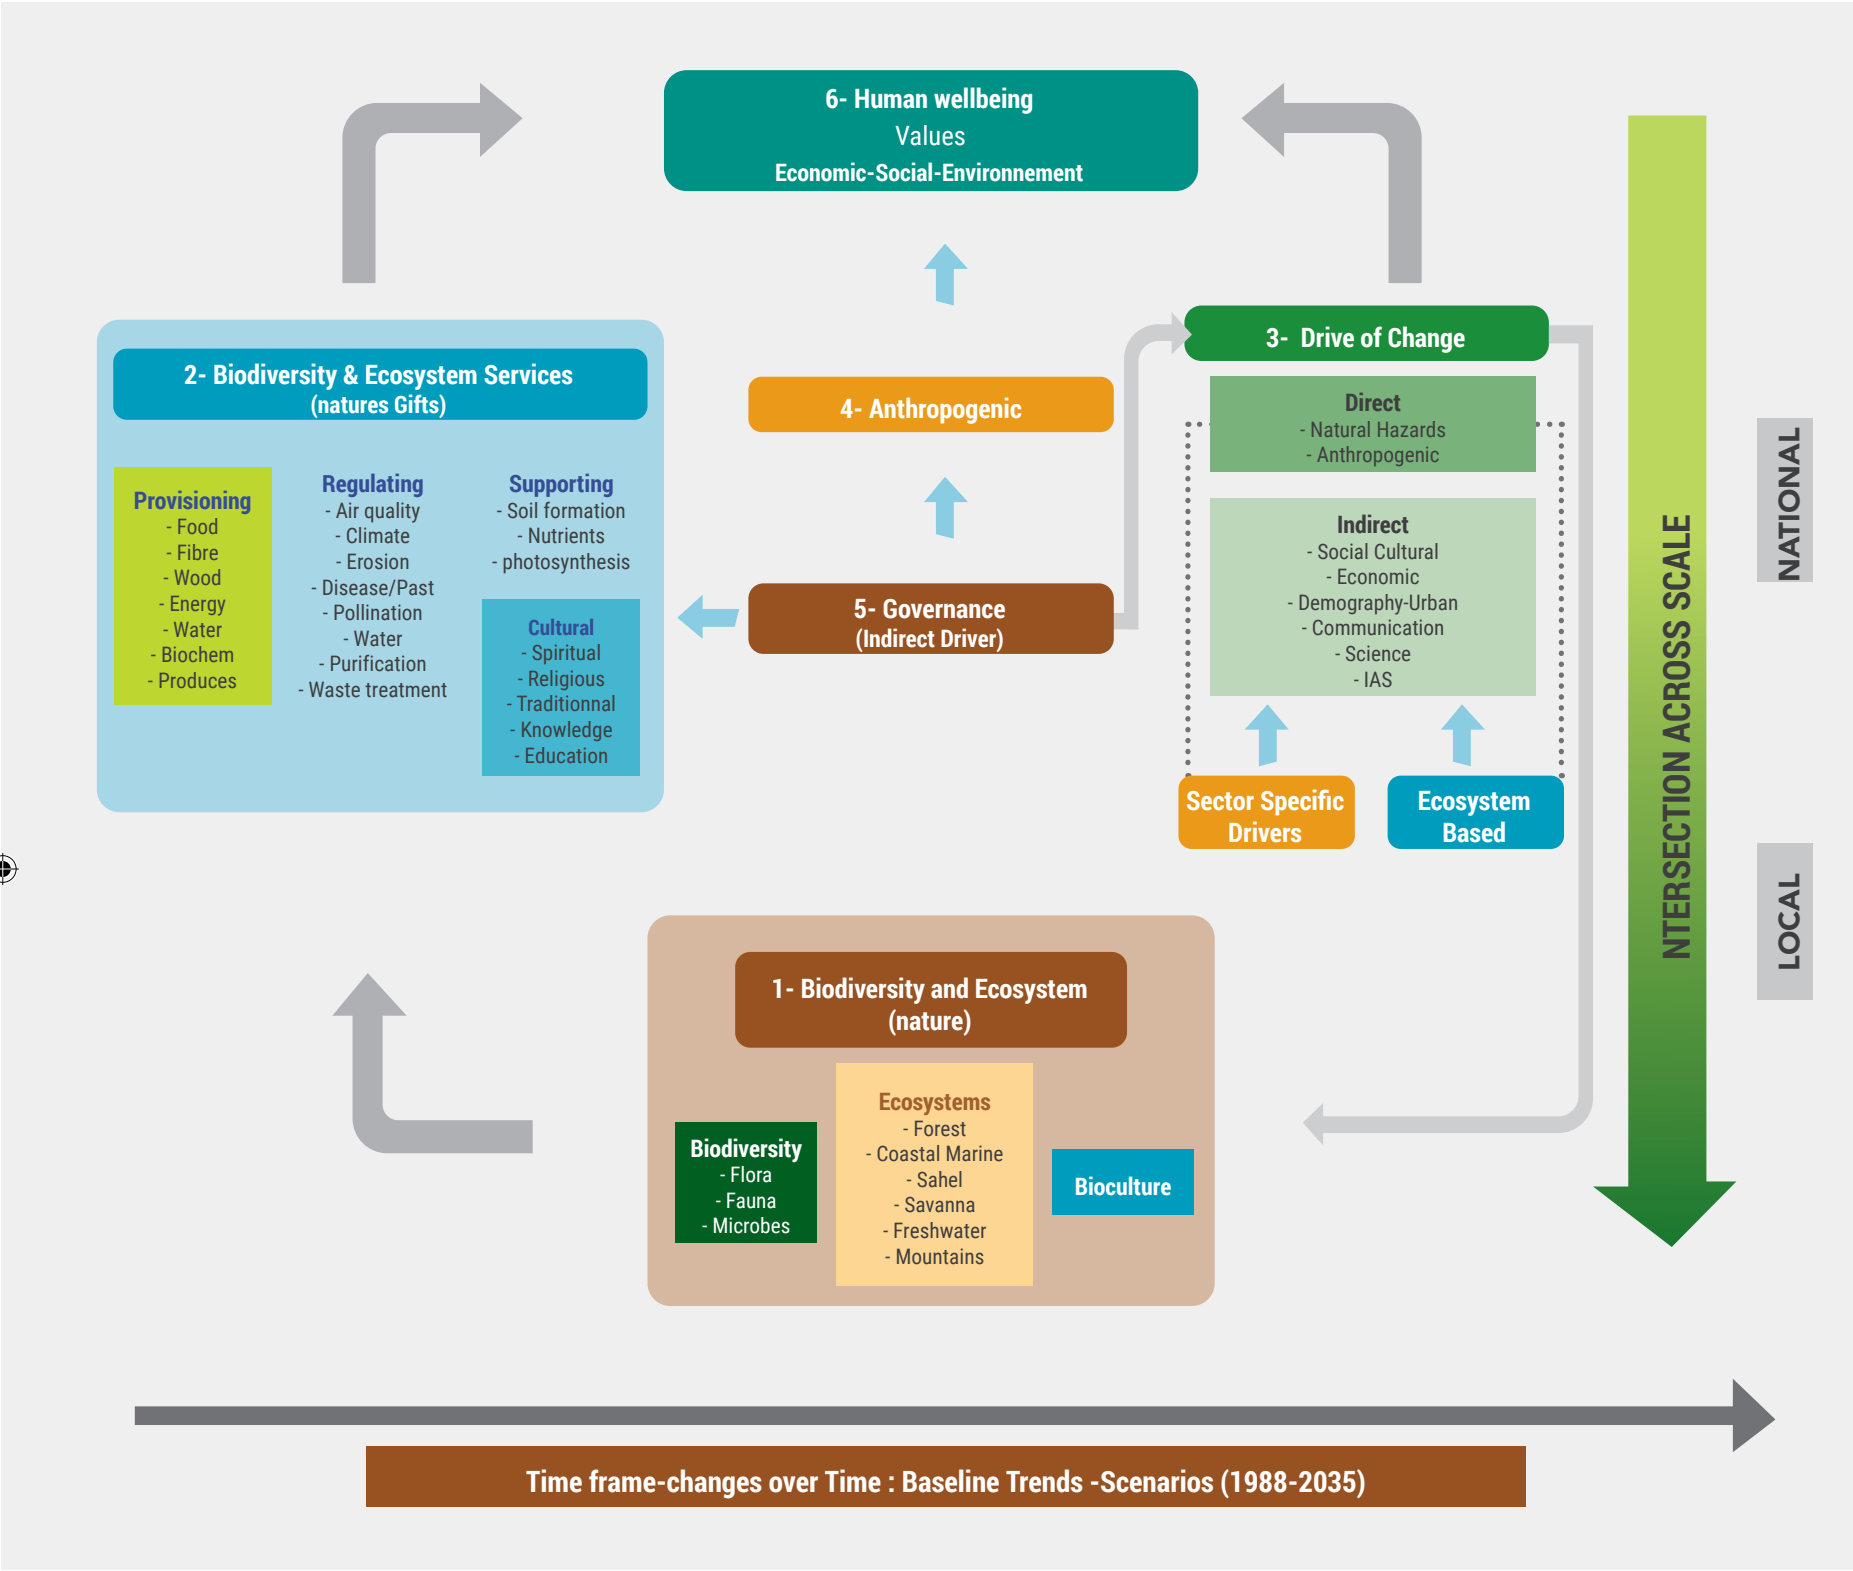 6- Human wellbeing
Values
Economic-Social-Environnement
2- Biodiversity & Ecosystem Services
(natures Gifts)
Provisioning
- Food
- Fibre
- Wood
- Energy
- Water
- Biochem
- Produces
Regulating
- Air quality
- Climate
- Erosion
- Disease/Past
- Pollination
- Water
- Purification
- Waste treatment
Supporting
- Soil formation
- Nutrients
- photosynthesis
Cultural
- Spiritual
- Religious
- Traditionnal
- Knowledge
- Education
4- Anthropogenic
5- Governance
(Indirect Driver)
3- Drive of Change
Direct
- Natural Hazards
- Anthropogenic
Indirect
- Social Cultural
- Economic
- Demography-Urban
- Communication
- Science
- IAS
Sector Specific
Drivers
Ecosystem
Based
NTERSECTION ACROSS SCALE
NATIONAL
LOCAL
1- Biodiversity and Ecosystem
(nature)
Biodiversity
- Flora
- Fauna
- Microbes
Ecosystems
- Forest
- Coastal Marine
- Sahel
- Savanna
- Freshwater
- Mountains
Bioculture
Time frame-changes over Time : Baseline Trends -Scenarios (1988-2035)